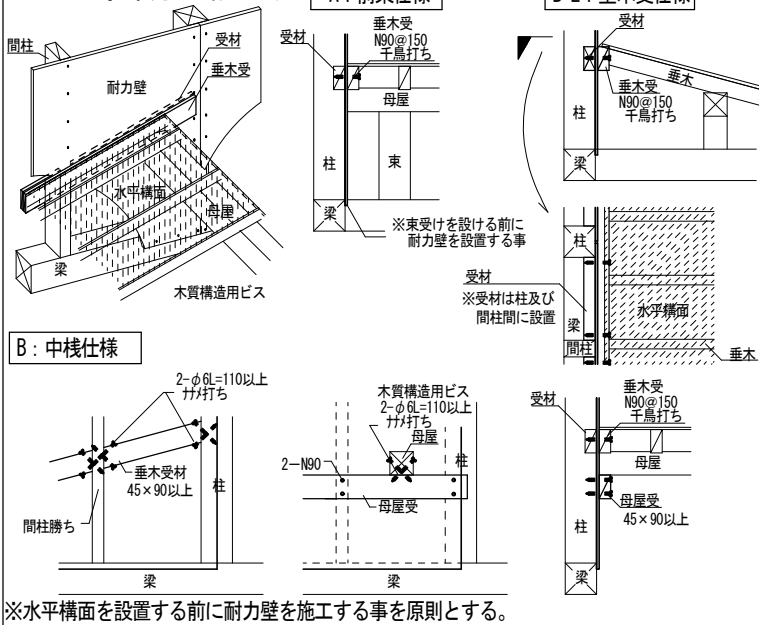 間柱
受材
垂木受
耐力壁
水平構面
母屋
梁
木質構造用ビス
受材
垂木受
N90@150
千鳥打ち
母屋
柱
束
梁
※束受けを設ける前に
耐力壁を設置する事
受材
垂木
垂木受
N90@150
千鳥打ち
柱
梁
柱
受材
※受材は柱及び
間柱間に設置
梁
間柱
水平構面
垂木
B:中桟仕様
2-φ6L=110以上
ナナメ打ち
垂木受材
45×90以上
柱
間柱勝ち
梁
木質構造用ビス
2-φ6L=110以上
ナナメ打ち
母屋
柱
2-N90
母屋受
梁
受材
垂木受
N90@150
千鳥打ち
母屋
柱
母屋受
45×90以上
梁
※水平構面を設置する前に耐力壁を施工する事を原則とする。